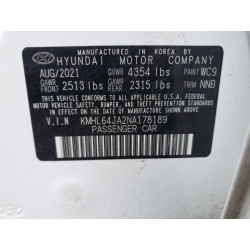 MANUFACTURED IN KOREA
HYUNDAI MOTOR COMPANY
AUG/2021 GVWR 4354 lbs PAINT WC9
GAWR FRONT 2513 lbs GAWR REAR 2315 lbs TRIM NNB
THIS VEHICLE CONFORMS TO ALL APPLICABLE
U.S. FEDERAL MOTOR VEHICLE SAFETY, BUMPER, AND
THEFT PREVENTION STANDARDS IN EFFECT ON
THE DATE OF MANUFACTURE SHOWN ABOVE.
V.I.N KMHL64JA2NA178189
PASSENGER CAR